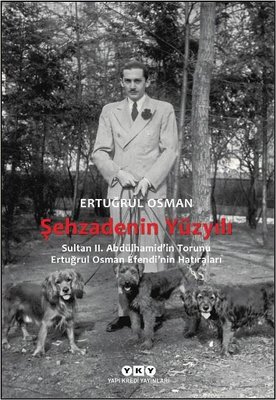 ERTUĞRUL OSMAN
Şehzadenin Yüzyılı
Sultan II. Abdülhamid'in Torunu
Ertuğrul Osman Efendi'nin Hatıraları
YKY
YAPI KREDİ YAYINLARI